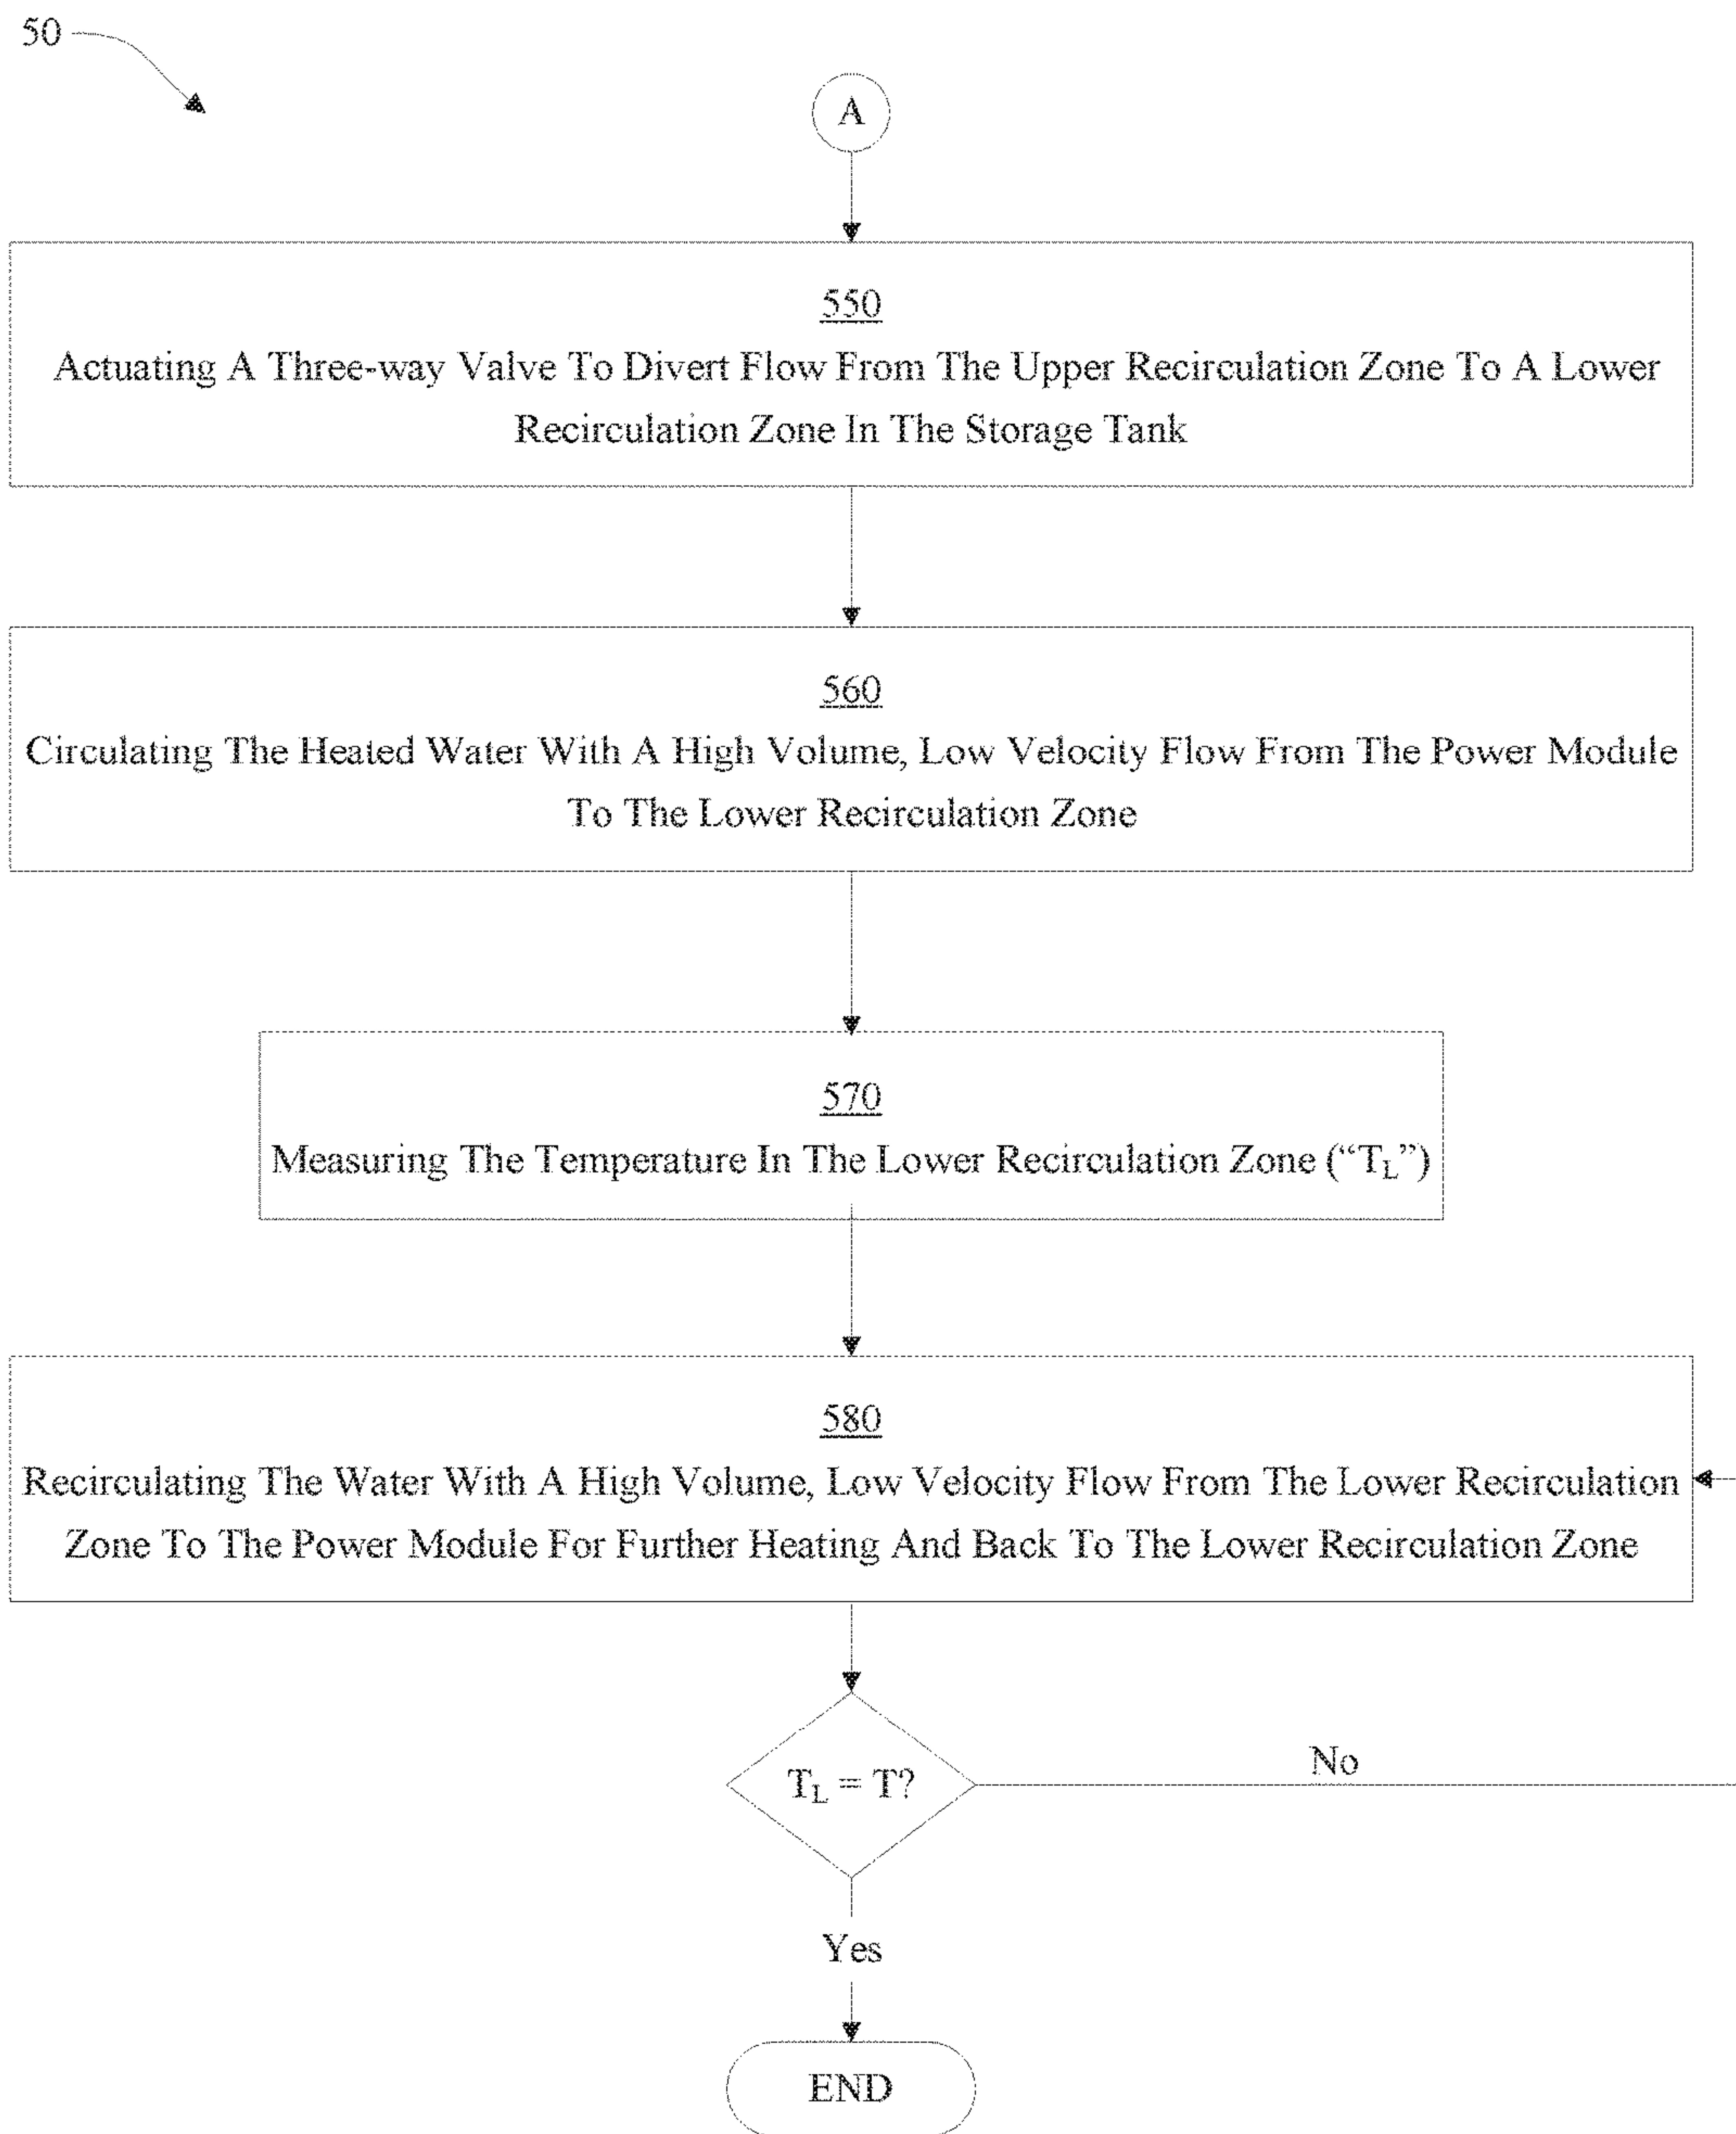 50
A
550
Actuating A Three-way Valve To Divert Flow From The Upper Recirculation Zone To A Lower
Recirculation Zone In The Storage Tank
560
Circulating The Heated Water With A High Volume, Low Velocity Flow From The Power Module
To The Lower Recirculation Zone
570
Measuring The Temperature In The Lower Recirculation Zone (“T_L”)
580
Recirculating The Water With A High Volume, Low Velocity Flow From The Lower Recirculation
Zone To The Power Module For Further Heating And Back To The Lower Recirculation Zone
T_L = T?
No
Yes
END